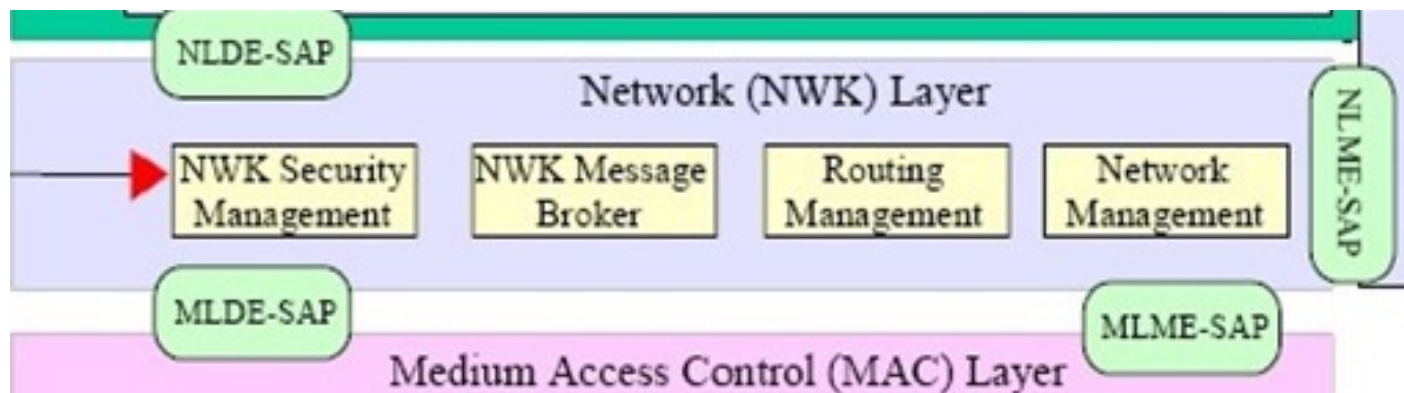 NLDE-SAP
Network (NWK) Layer
NLME-SAP
NWK Security
Management
NWK Message
Broker
Routing
Management
Network
Management
MLDE-SAP
MLME-SAP
Medium Access Control (MAC) Layer